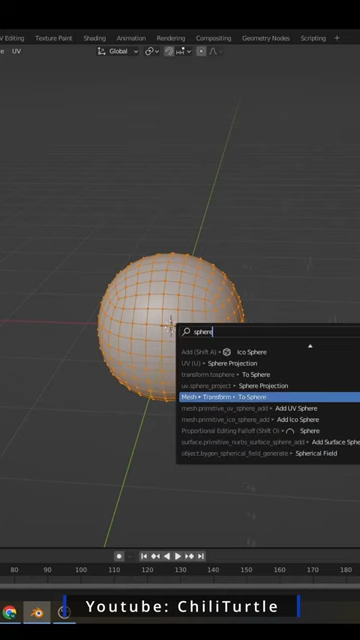 V Editing Texture Paint Shading Animation Rendering Compositing Geometry Nodes Scripting +
UV Global
sphere
Add (Shift A) Ico Sphere
UV (U) • Sphere Projection
transform.tosphere • To Sphere
uv.sphere_project • Sphere Projection
Mesh • Transform • To Sphere
mesh.primitive_uv_sphere_add • Add UV Sphere
mesh.primitive_ico_sphere_add • Add Ico Sphere
Proportional Editing Falloff (Shift O) • Sphere
surface.primitive_nurbs_surface_sphere_add • Add Surface Sphe
object.bygon_spherical_field_generate • Spherical Field
80 90 100 110 120 130 140 150 160 170 180
Youtube: ChiliTurtle